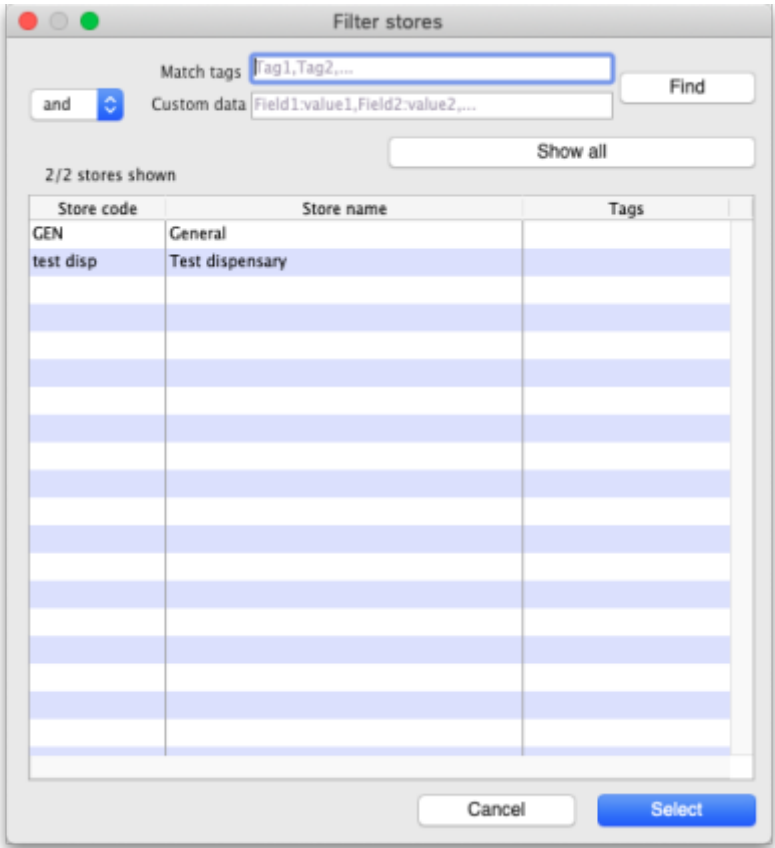 Filter stores
Match tags Tag1,Tag2,...
Find
and
Custom data Field1:value1,Field2:value2,...
Show all
2/2 stores shown
Store code Store name Tags
GEN General
test disp Test dispensary
Cancel Select